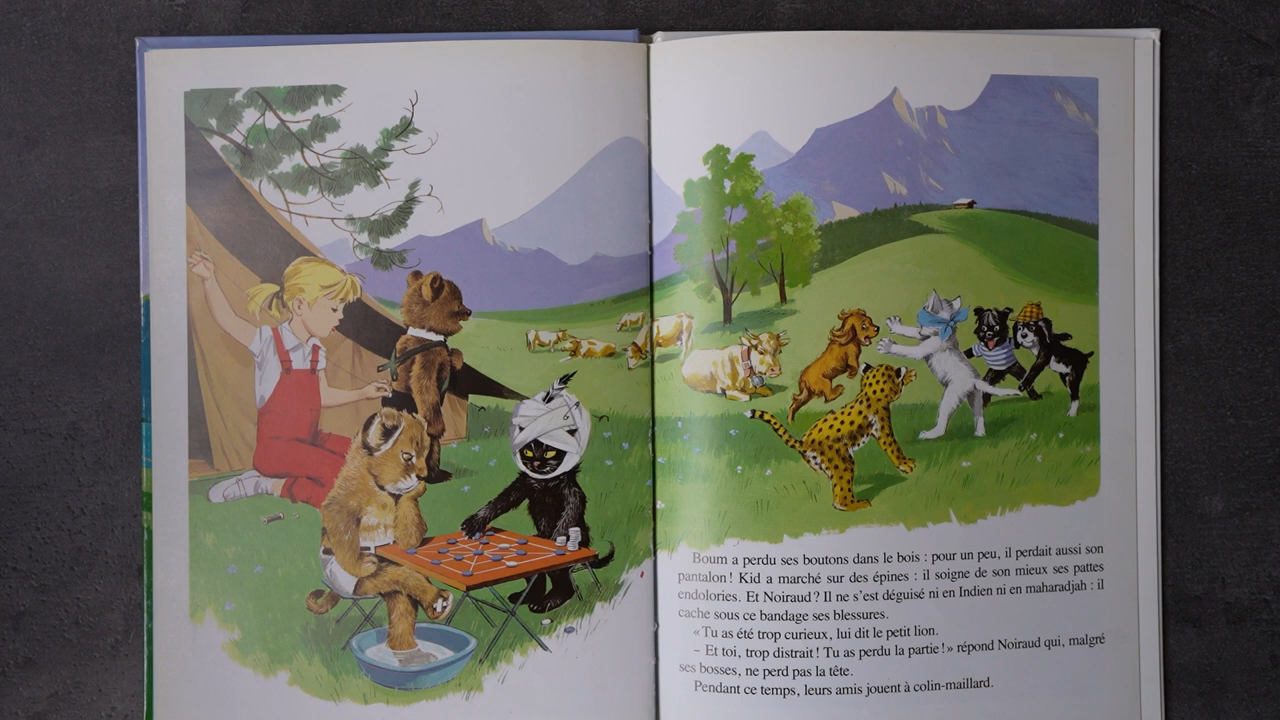 Boum a perdu ses boutons dans le bois : pour un peu, il perdait aussi son
pantalon ! Kid a marché sur des épines : il soigne de son mieux ses pattes
endolories. Et Noiraud ? Il ne s'est déguisé ni en Indien ni en maharadjah : il
cache sous ce bandage ses blessures.
« Tu as été trop curieux, lui dit le petit lion.
– Et toi, trop distrait ! Tu as perdu la partie ! » répond Noiraud qui, malgré
ses bosses, ne perd pas la tête.
Pendant ce temps, leurs amis jouent à colin-maillard.